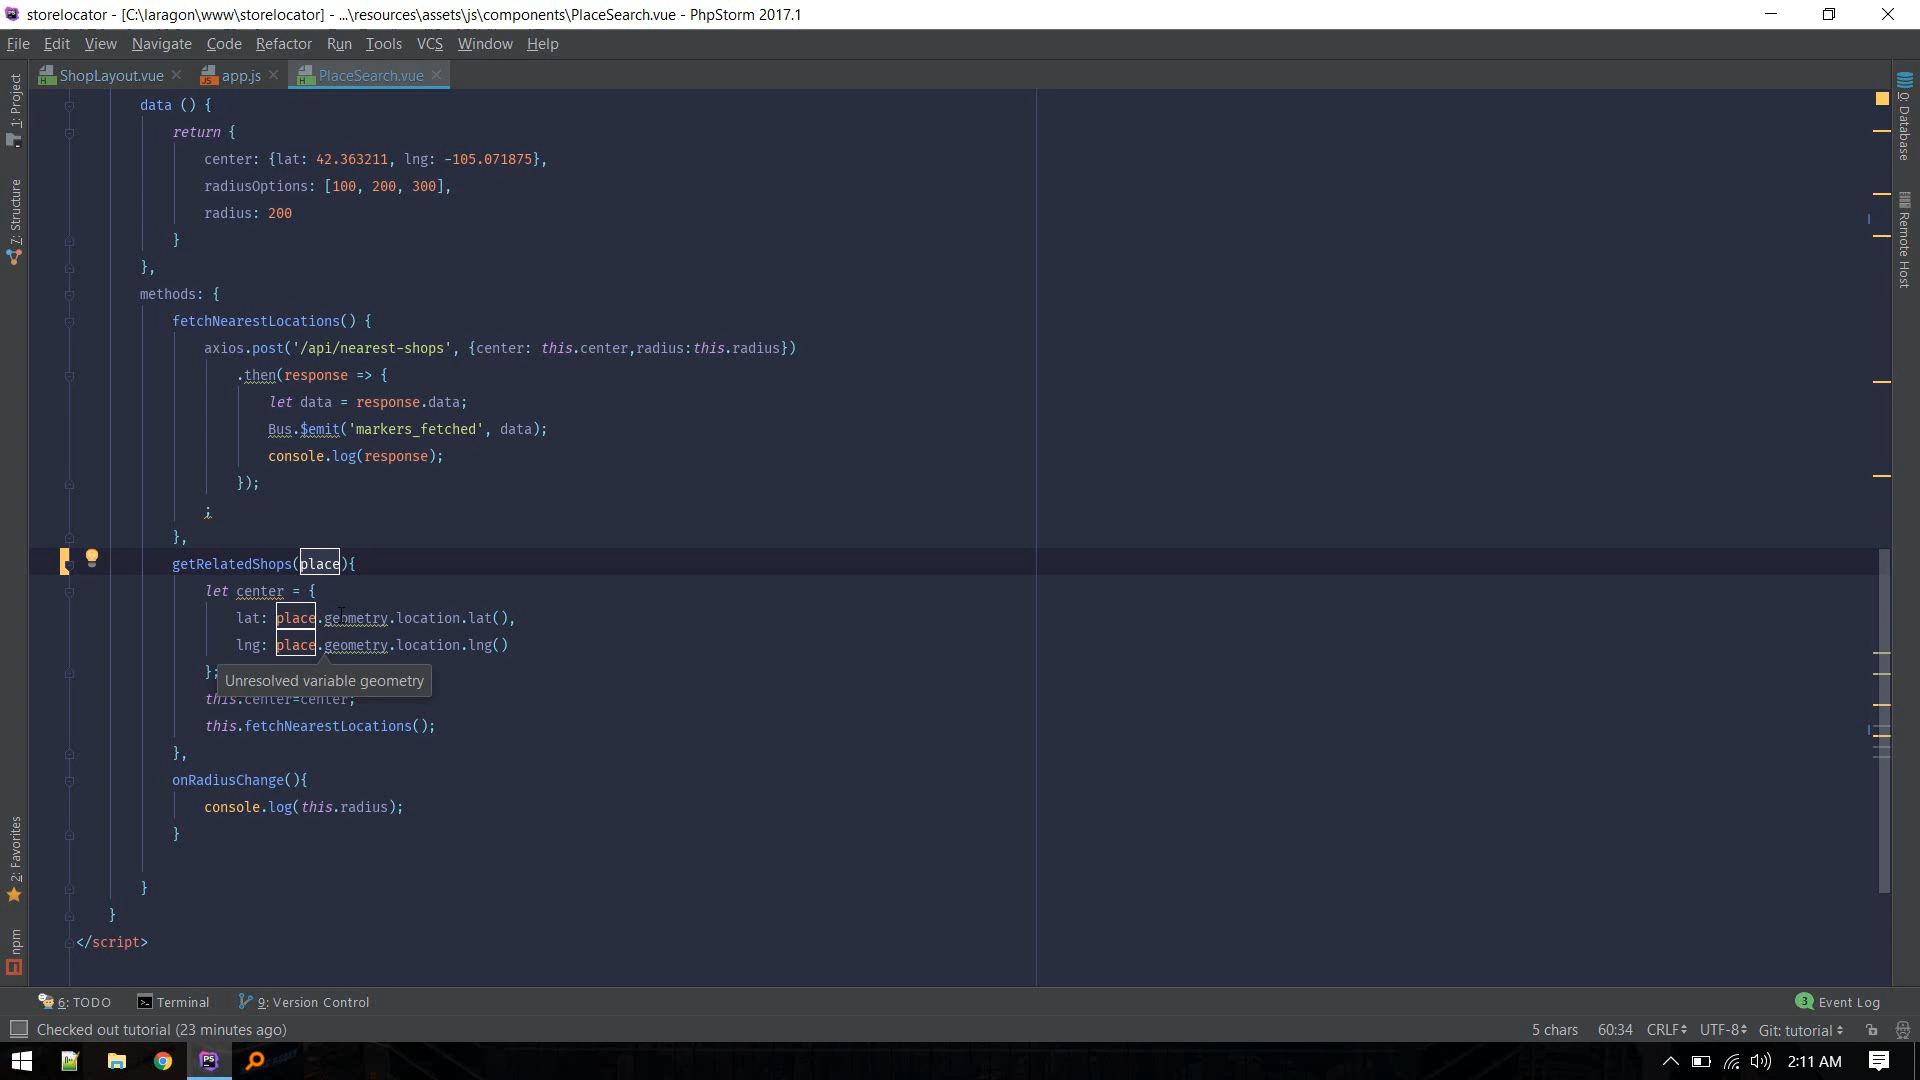 storelocator - [C:\laragon\www\storelocator] - ...\resources\assets\js\components\PlaceSearch.vue - PhpStorm 2017.1
File Edit View Navigate Code Refactor Run Tools VCS Window Help
ShopLayout.vue app.js PlaceSearch.vue
1: Project
7: Structure
2: Favorites
npm
data () {
return {
center: {lat: 42.363211, lng: -105.071875},
radiusOptions: [100, 200, 300],
radius: 200
}
},
methods: {
fetchNearestLocations() {
axios.post('/api/nearest-shops', {center: this.center,radius:this.radius})
.then(response => {
let data = response.data;
Bus.$emit('markers_fetched', data);
console.log(response);
});
;
},
getRelatedShops(place){
let center = {
lat: place.geometry.location.lat(),
lng: place.geometry.location.lng()
};
Unresolved variable geometry
this.center=center;
this.fetchNearestLocations();
},
onRadiusChange(){
console.log(this.radius);
}
}
}
</script>
0: Database
Remote Host
6: TODO Terminal 9: Version Control
3 Event Log
Checked out tutorial (23 minutes ago)
5 chars 60:34 CRLF UTF-8 Git: tutorial
PS
2:11 AM